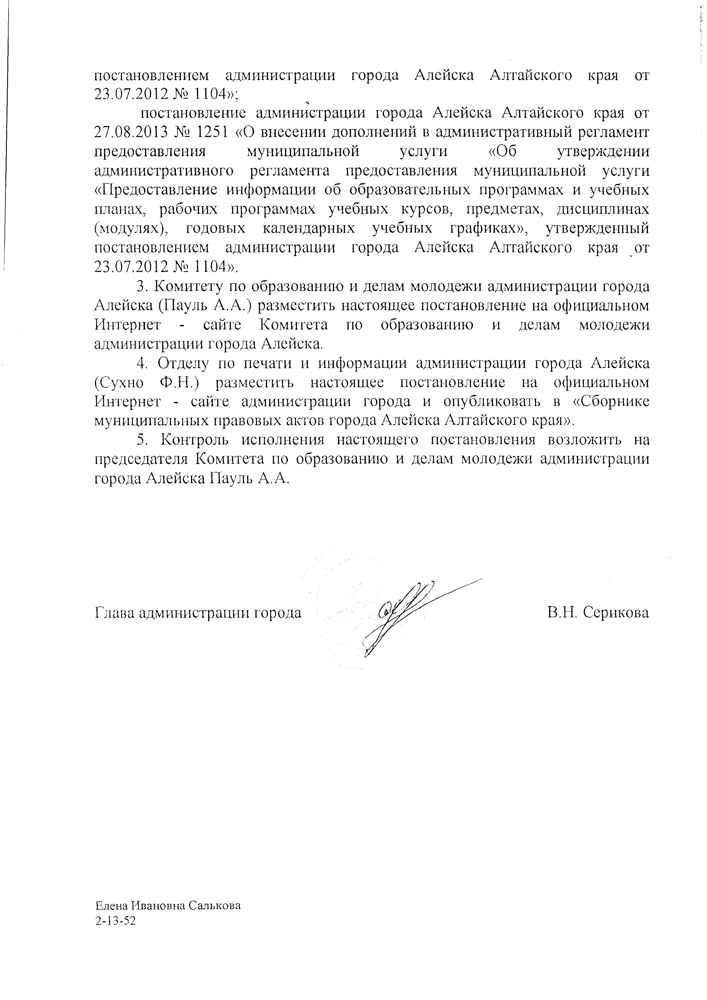 постановлением администрации города Алейска Алтайского края от
23.07.2012 № 1104»;
постановление администрации города Алейска Алтайского края от
27.08.2013 № 1251 «О внесении дополнений в административный регламент
предоставления муниципальной услуги «Об утверждении
административного регламента предоставления муниципальной услуги
«Предоставление информации об образовательных программах и учебных
планах, рабочих программах учебных курсов, предметах, дисциплинах
(модулях), годовых календарных учебных графиках», утвержденный
постановлением администрации города Алейска Алтайского края от
23.07.2012 № 1104».
3. Комитету по образованию и делам молодежи администрации города
Алейска (Пауль А.А.) разместить настоящее постановление на официальном
Интернет - сайте Комитета по образованию и делам молодежи
администрации города Алейска.
4. Отделу по печати и информации администрации города Алейска
(Сухно Ф.Н.) разместить настоящее постановление на официальном
Интернет - сайте администрации города и опубликовать в «Сборнике
муниципальных правовых актов города Алейска Алтайского края».
5. Контроль исполнения настоящего постановления возложить на
председателя Комитета по образованию и делам молодежи администрации
города Алейска Пауль А.А.
Глава администрации города В.Н. Серикова
Елена Ивановна Салькова
2-13-52